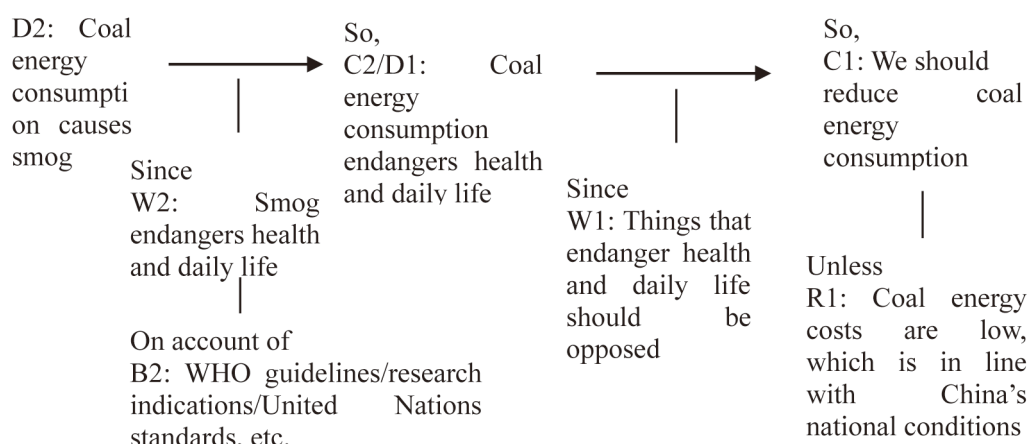 D2: Coal
energy
consumpti
on causes
smog
Since
W2: Smog
endangers health
and daily life
On account of
B2: WHO guidelines/research
indications/United Nations
standards, etc.
So,
C2/D1: Coal
energy
consumption
endangers health
and daily life
Since
W1: Things that
endanger health
and daily life
should be
opposed
So,
C1: We should
reduce coal
energy
consumption
Unless
R1: Coal energy
costs are low,
which is in line
with China's
national conditions